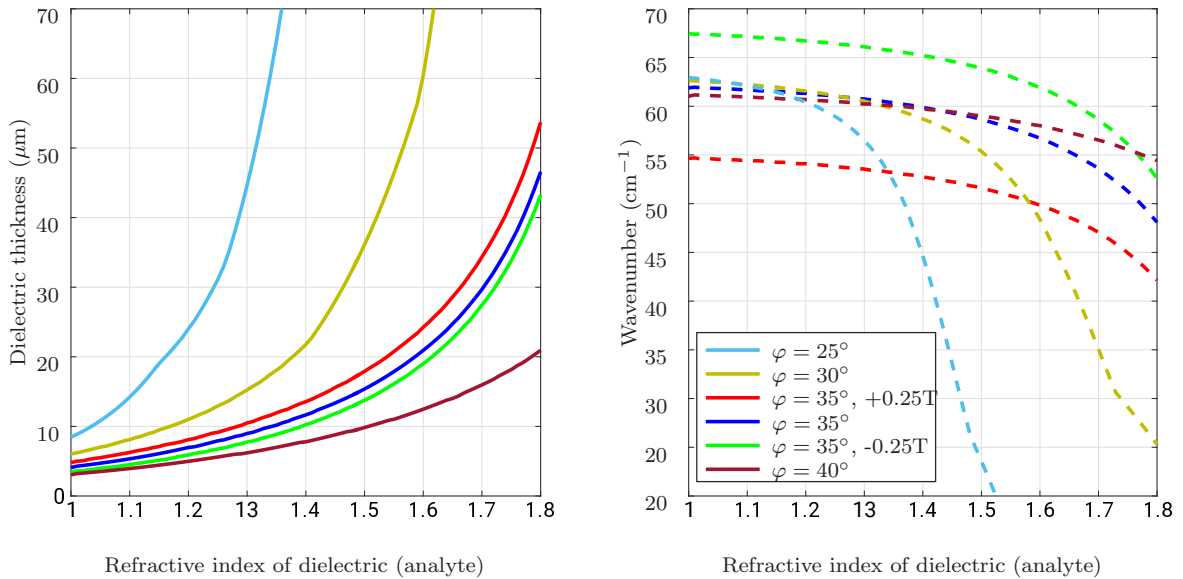 70
60
50
40
30
20
10
0
Dielectric thickness (μm)
1 1.1 1.2 13 1.4 1.5 1.6 1.7 1.8
Refractive index of dielectric (analyte)
70
65
60
55
50
45
40
35
30
20
20
Wavenumber (cm⁻¹)
φ = 25°
φ = 30°
φ = 35°, +0.25T
φ = 35°
φ = 35°, -0.25T
φ = 40°
1 1.1 1.2 1.3 1.4 1.5 1.6 1.7 1.8
Refractive index of dielectric (analyte)